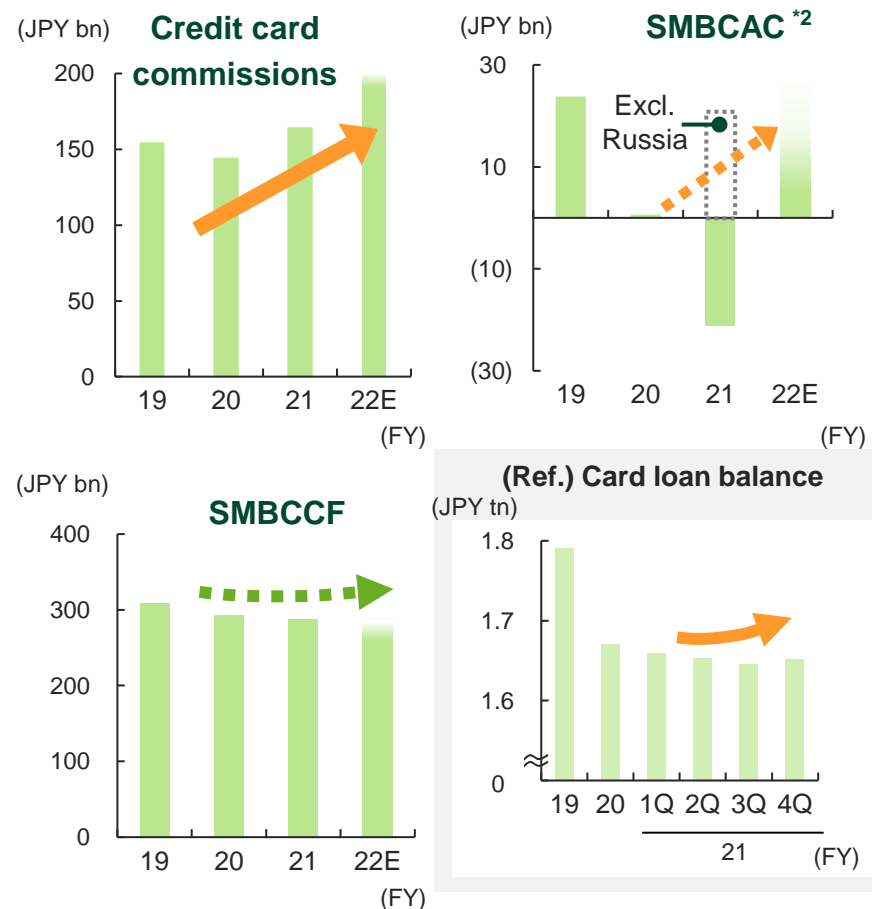 (JPY bn)
Credit card
commissions
200
150
100
50
0
19 20 21 22E
(FY)
(JPY bn)
SMBCAC *2
30
10
(10)
(30)
Excl.
Russia
19 20 21 22E
(FY)
(JPY bn)
SMBCCF
400
300
200
100
0
19 20 21 22E
(FY)
(Ref.) Card loan balance
(JPY tn)
1.8
1.7
1.6
0
19 20 1Q 2Q 3Q 4Q
21
(FY)